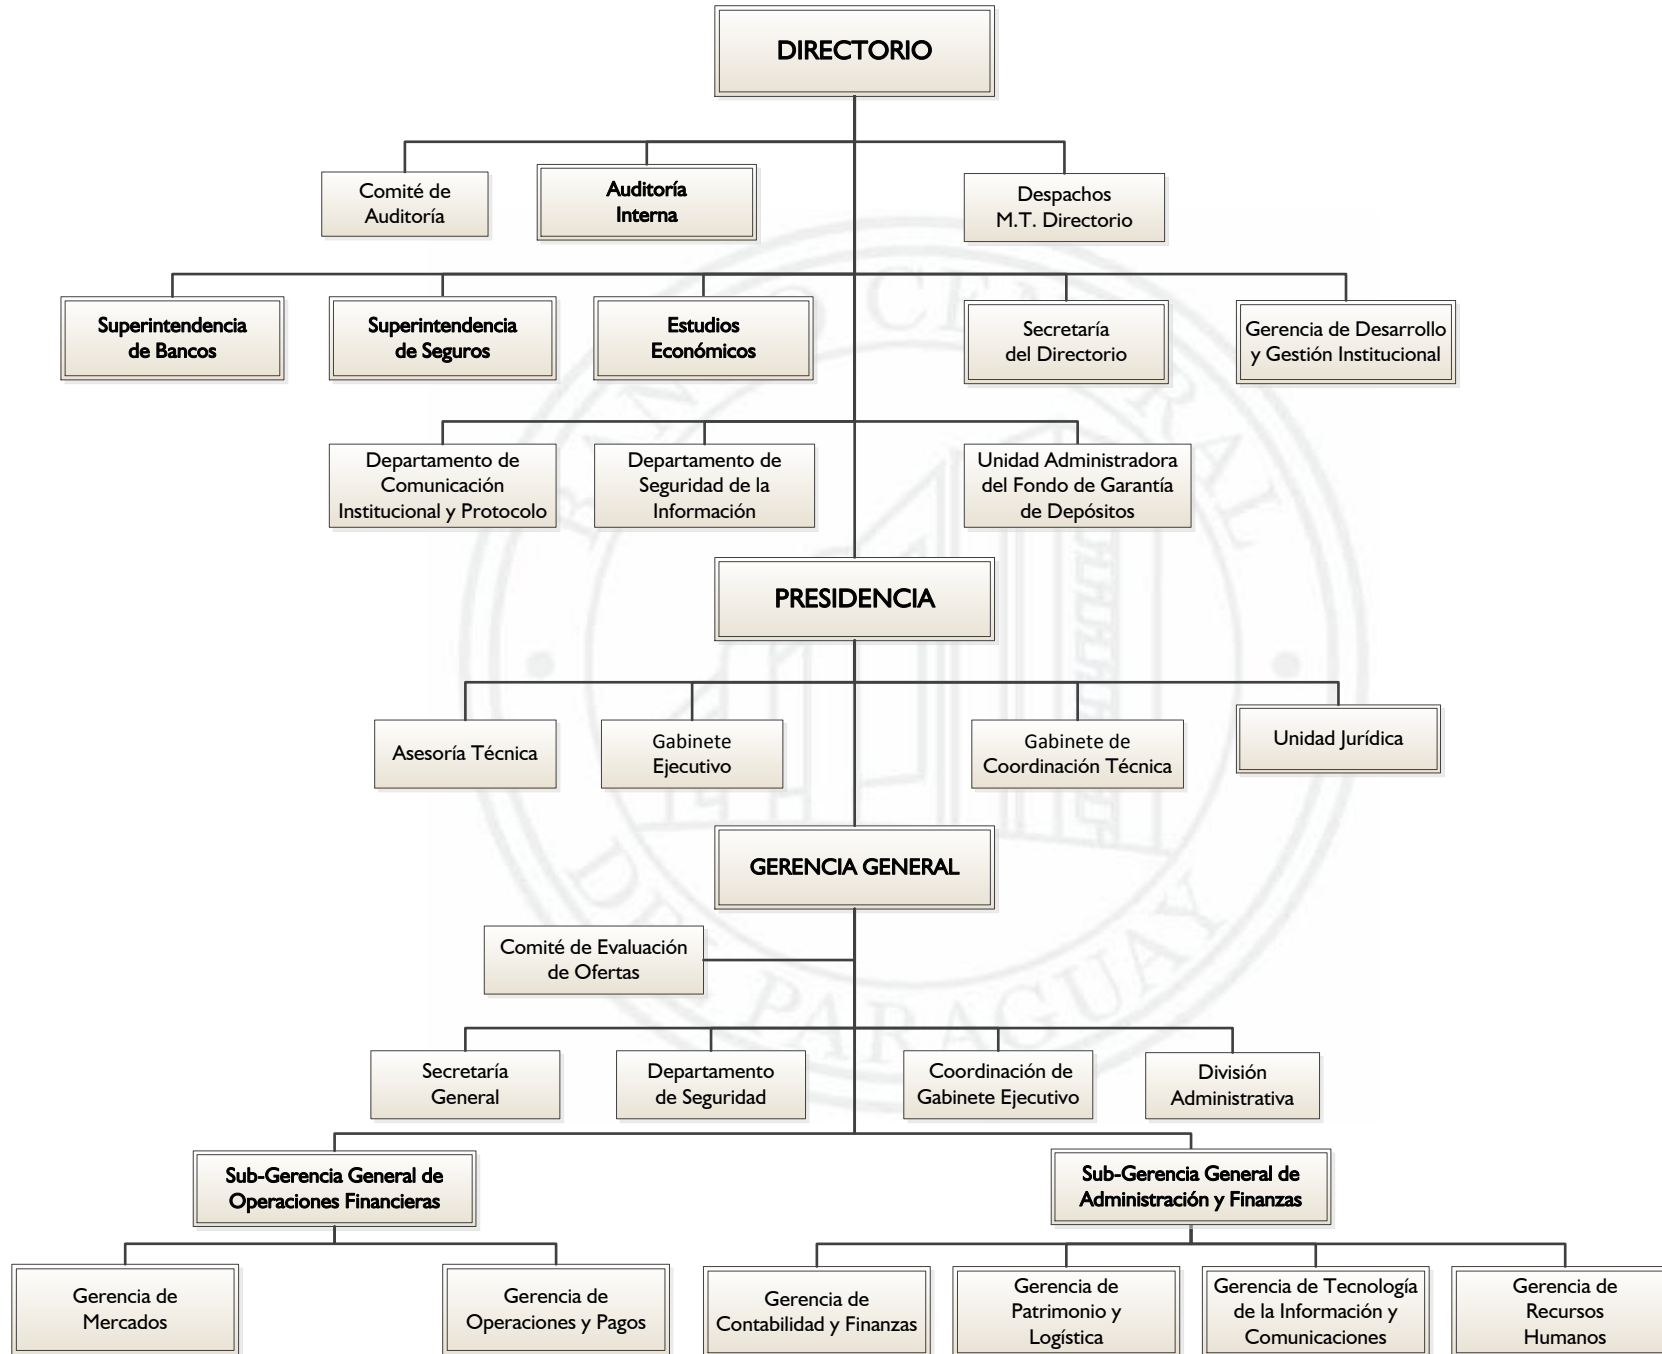 DIRECTORIO
Comité de
Auditoría
Auditoría
Interna
Despachos
M.T. Directorio
Superintendencia
de Bancos
Superintendencia
de Seguros
Estudios
Económicos
Secretaría
del Directorio
Gerencia de Desarrollo
y Gestión Institucional
Departamento de
Comunicación
Institucional y Protocolo
Departamento de
Seguridad de la
Información
Unidad Administradora
del Fondo de Garantía
de Depósitos
PRESIDENCIA
Asesoría Técnica
Gabinete
Ejecutivo
Gabinete de
Coordinación Técnica
Unidad Jurídica
GERENCIA GENERAL
Comité de Evaluación
de Ofertas
Secretaría
General
Departamento
de Seguridad
Coordinación de
Gabinete Ejecutivo
División
Administrativa
Sub-Gerencia General de
Operaciones Financieras
Sub-Gerencia General de
Administración y Finanzas
Gerencia de
Mercados
Gerencia de
Operaciones y Pagos
Gerencia de
Contabilidad y Finanzas
Gerencia de
Patrimonio y
Logística
Gerencia de Tecnología
de la Información y
Comunicaciones
Gerencia de
Recursos
Humanos
BANCO CENTRAL
DEL PARAGUAY